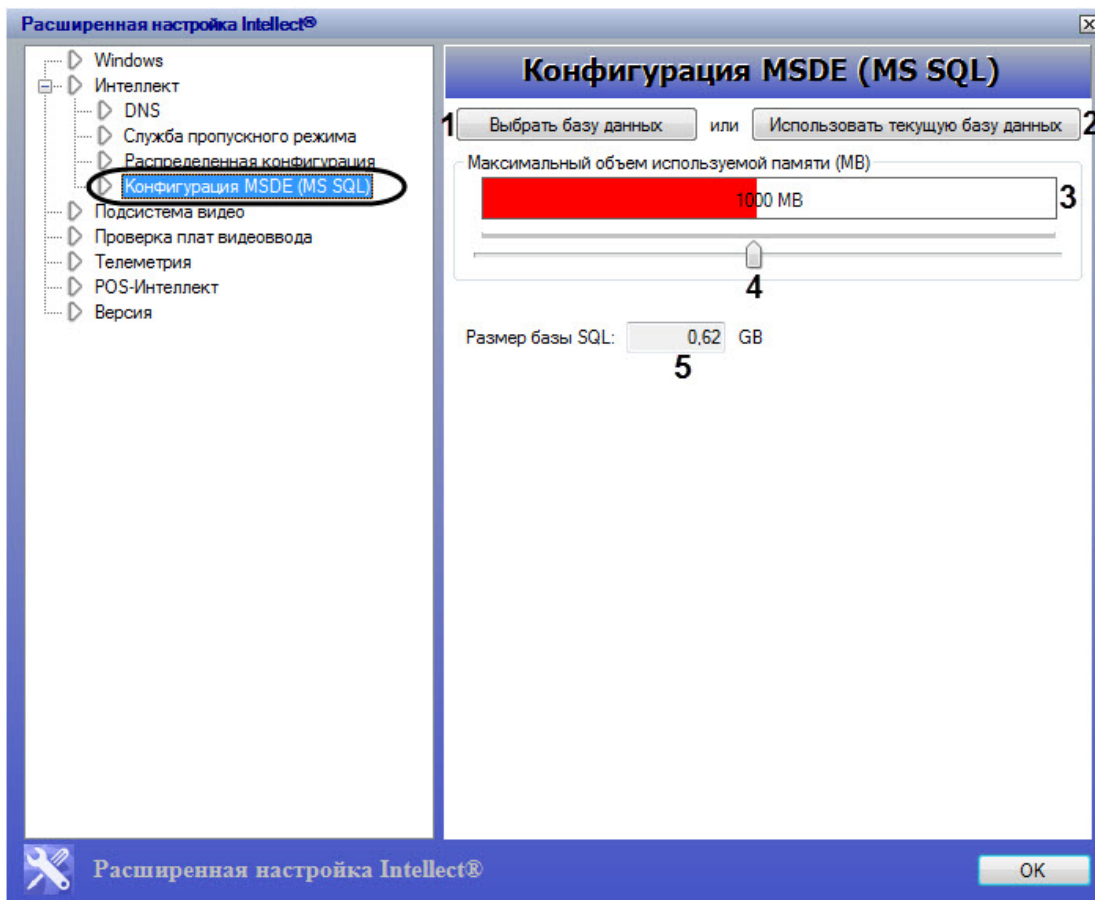 Расширенная настройка Intellect®
Windows
Интеллект
DNS
Служба пропускного режима
Распределенная конфигурация
Конфигурация MSDE (MS SQL)
Подсистема видео
Проверка плат видеоввода
Телеметрия
POS-Интеллект
Версия
Конфигурация MSDE (MS SQL)
1 Выбрать базу данных или Использовать текущую базу данных 2
Максимальный объем используемой памяти (MB)
1000 MB 3
4
Размер базы SQL: 0,62 GB
5
Расширенная настройка Intellect®
OK